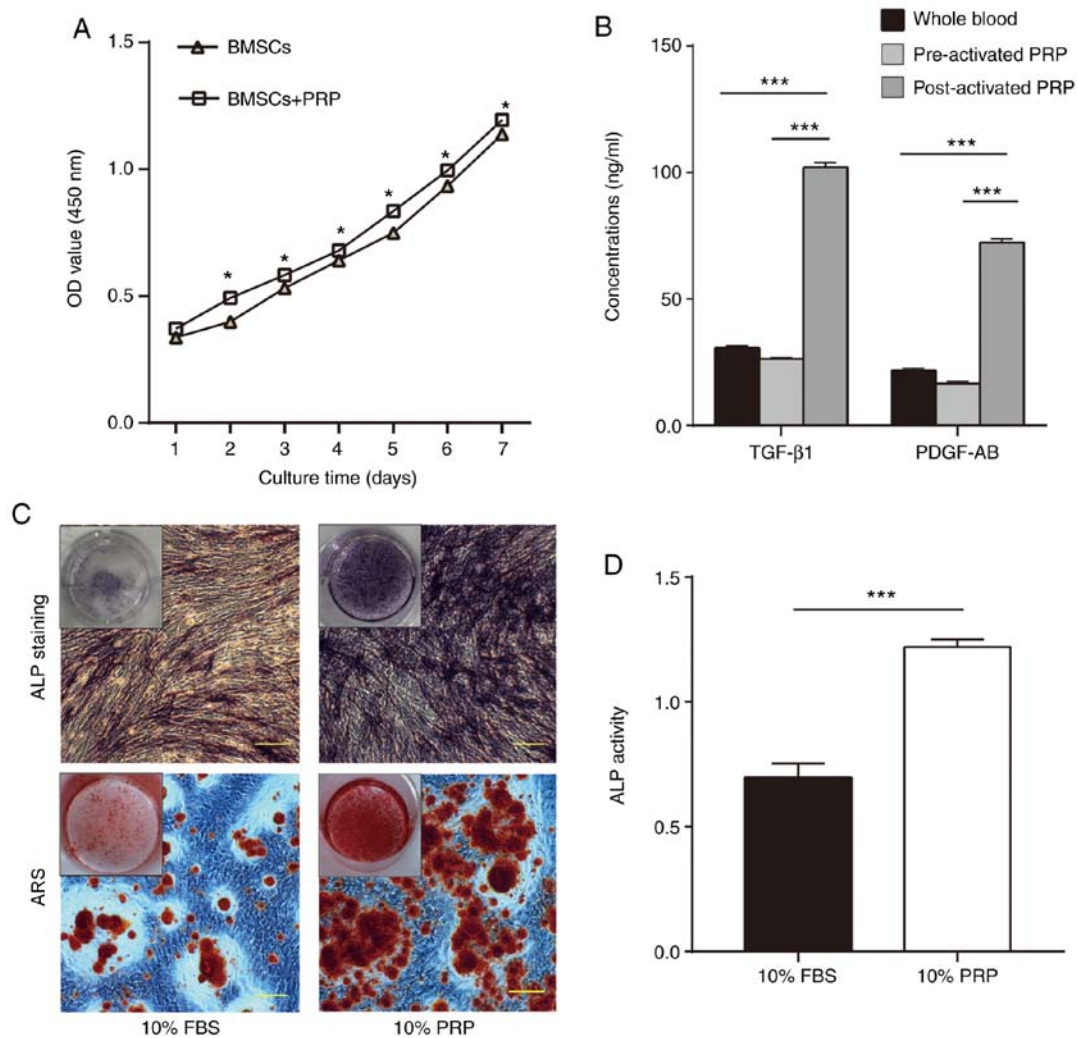 A
1.5
BMSCs
BMSCs+PRP
OD value (450 nm)
1.0
0.5
0.0
* * * * * *
1 2 3 4 5 6 7
Culture time (days)
B
Whole blood
Pre-activated PRP
Post-activated PRP
150
Concentrations (ng/ml)
100
50
0
***
***
***
***
TGF-β1 PDGF-AB
C
ALP staining
ARS
10% FBS 10% PRP
D
1.5
ALP activity
1.0
0.5
0.0
***
10% FBS 10% PRP